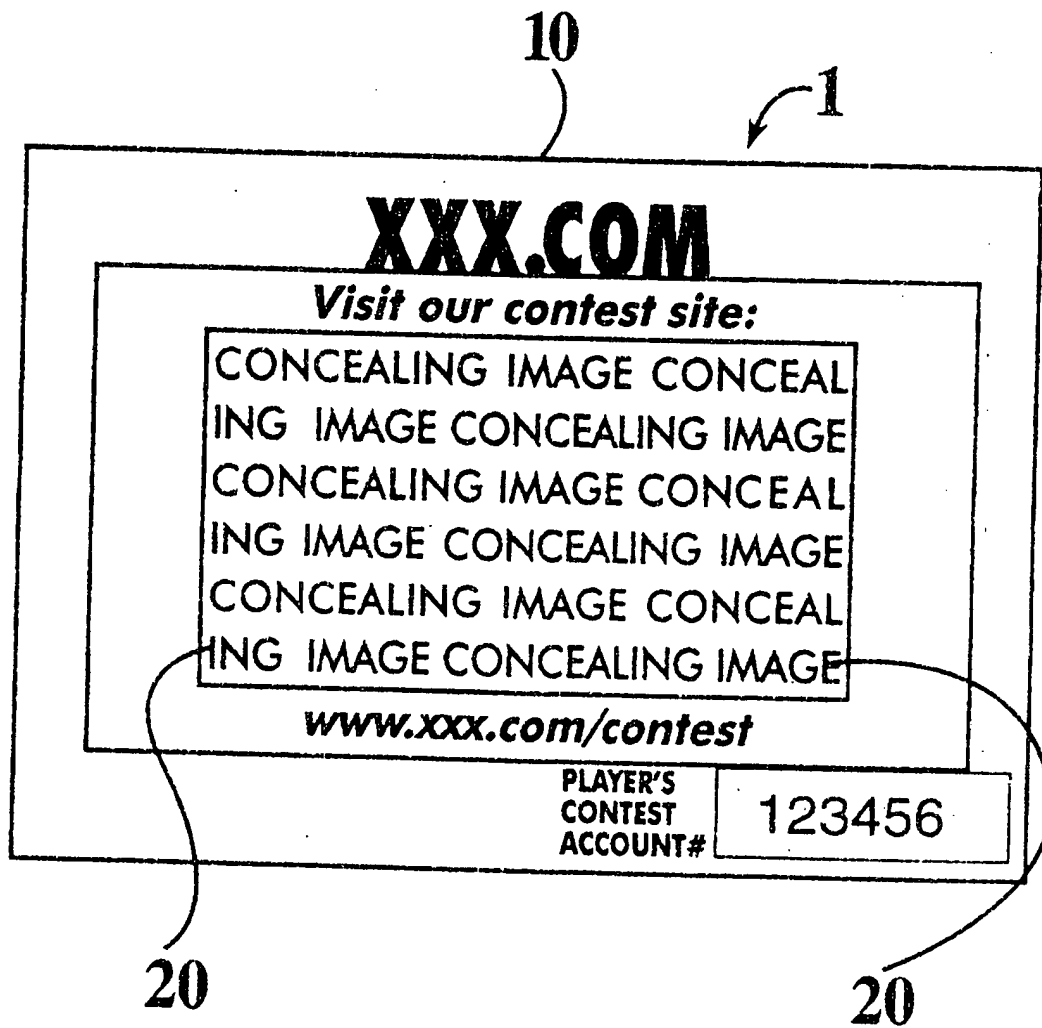 10
1
XXX.COM
Visit our contest site:
CONCEALING IMAGE CONCEAL
ING IMAGE CONCEALING IMAGE
CONCEALING IMAGE CONCEAL
ING IMAGE CONCEALING IMAGE
CONCEALING IMAGE CONCEAL
ING IMAGE CONCEALING IMAGE
www.xxx.com/contest
PLAYER'S
CONTEST
ACCOUNT#
123456
20
20